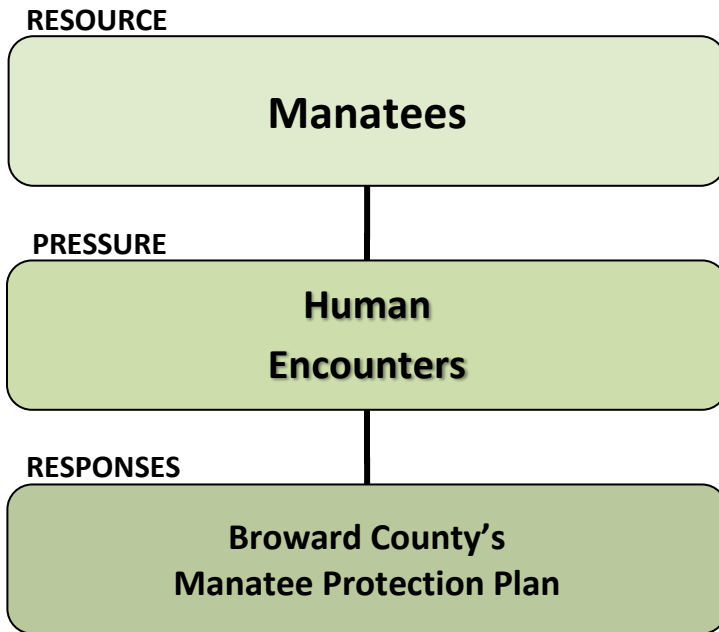 RESOURCE
Manatees
PRESSURE
Human
Encounters
RESPONSES
Broward County’s
Manatee Protection Plan